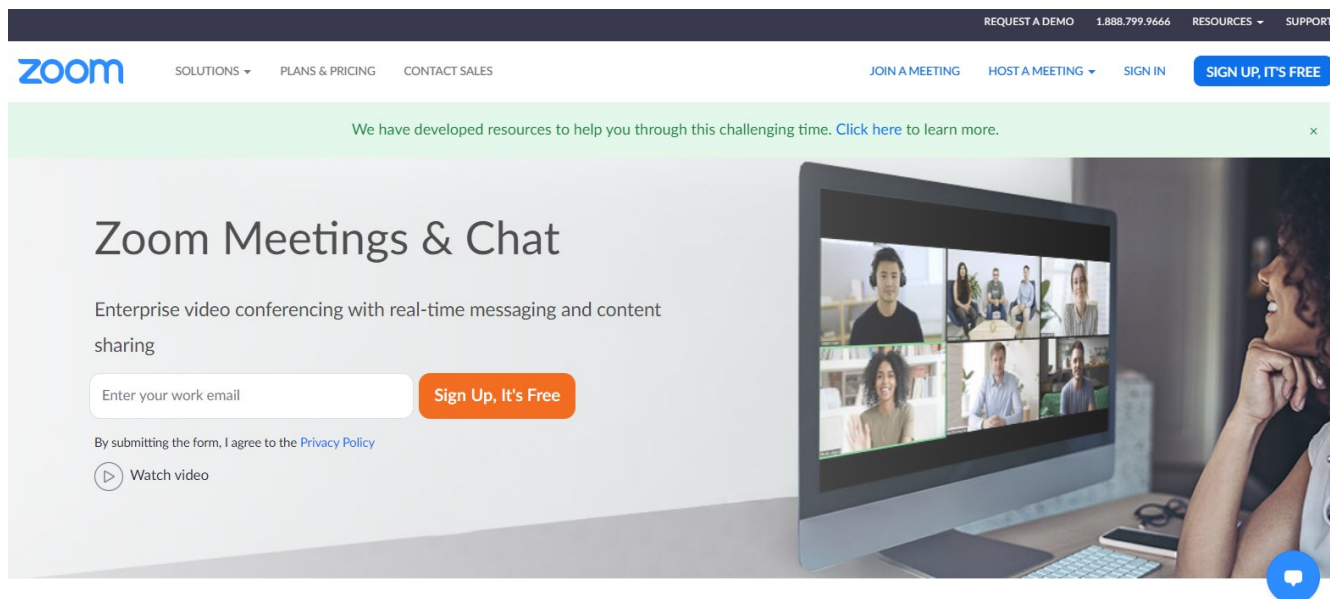 REQUEST A DEMO 1.888.799.9666 RESOURCES SUPPORT
zoom SOLUTIONS PLANS & PRICING CONTACT SALES JOIN A MEETING HOST A MEETING SIGN IN SIGN UP, IT'S FREE
We have developed resources to help you through this challenging time. Click here to learn more. ×
Zoom Meetings & Chat
Enterprise video conferencing with real-time messaging and content
sharing
Enter your work email Sign Up, It's Free
By submitting the form, I agree to the Privacy Policy
Watch video